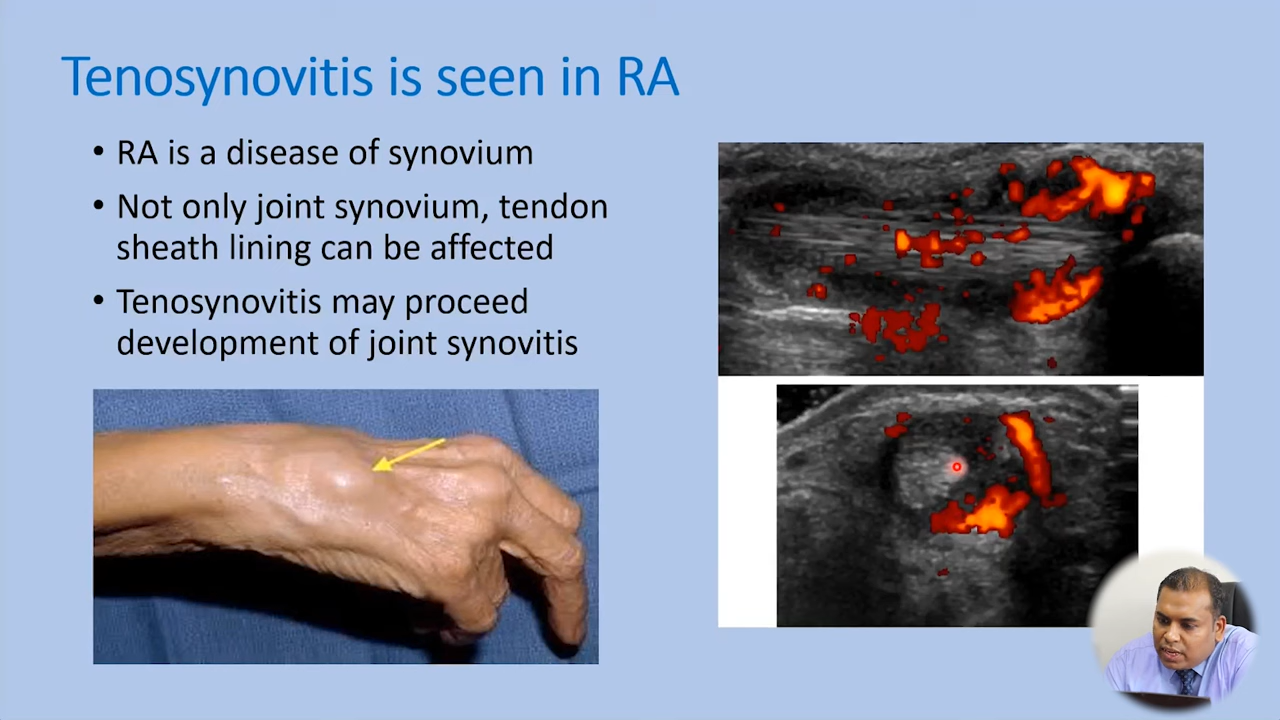 Tenosynovitis is seen in RA
• RA is a disease of synovium
• Not only joint synovium, tendon
sheath lining can be affected
• Tenosynovitis may proceed
development of joint synovitis